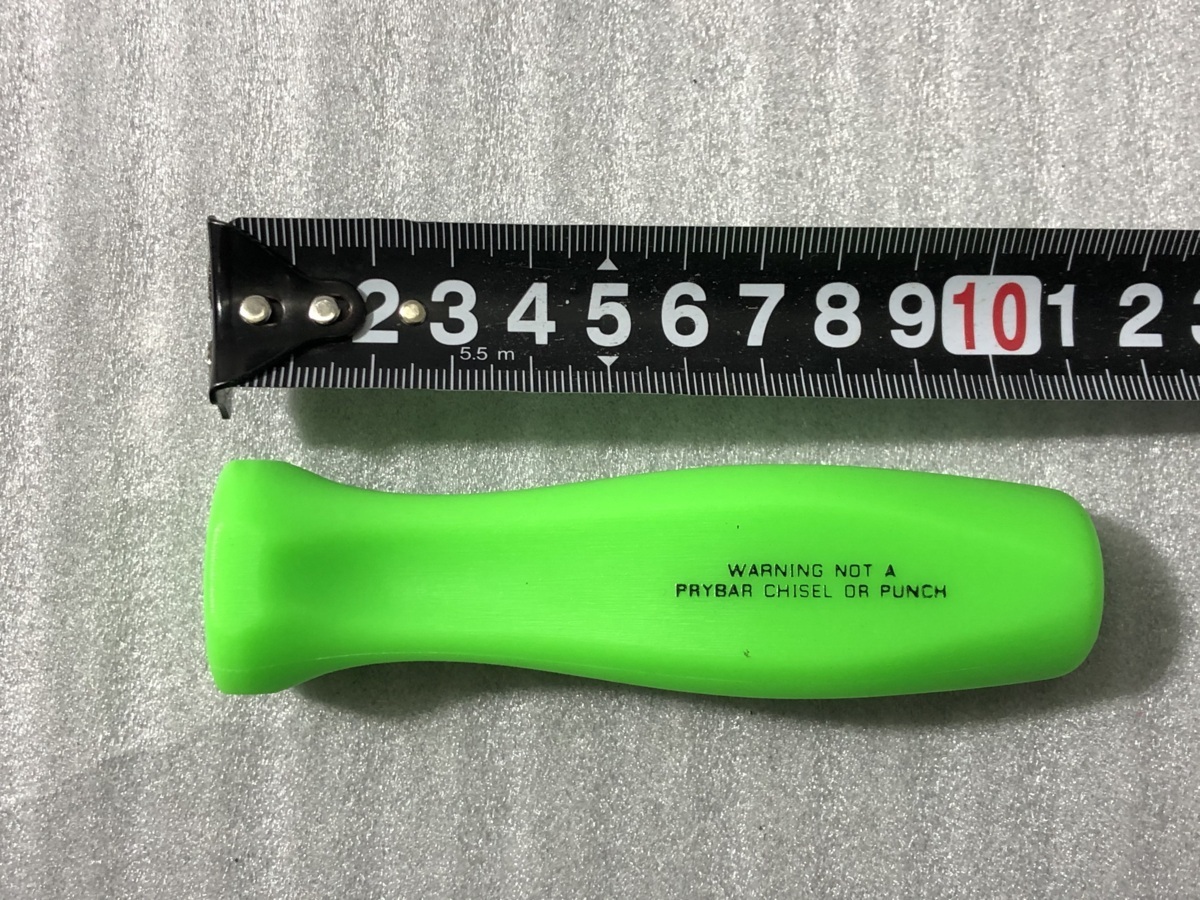 2 3 4 5 6 7 8 9 10 1 2
5.5 m
WARNING NOT A
PRYBAR CHISEL OR PUNCH